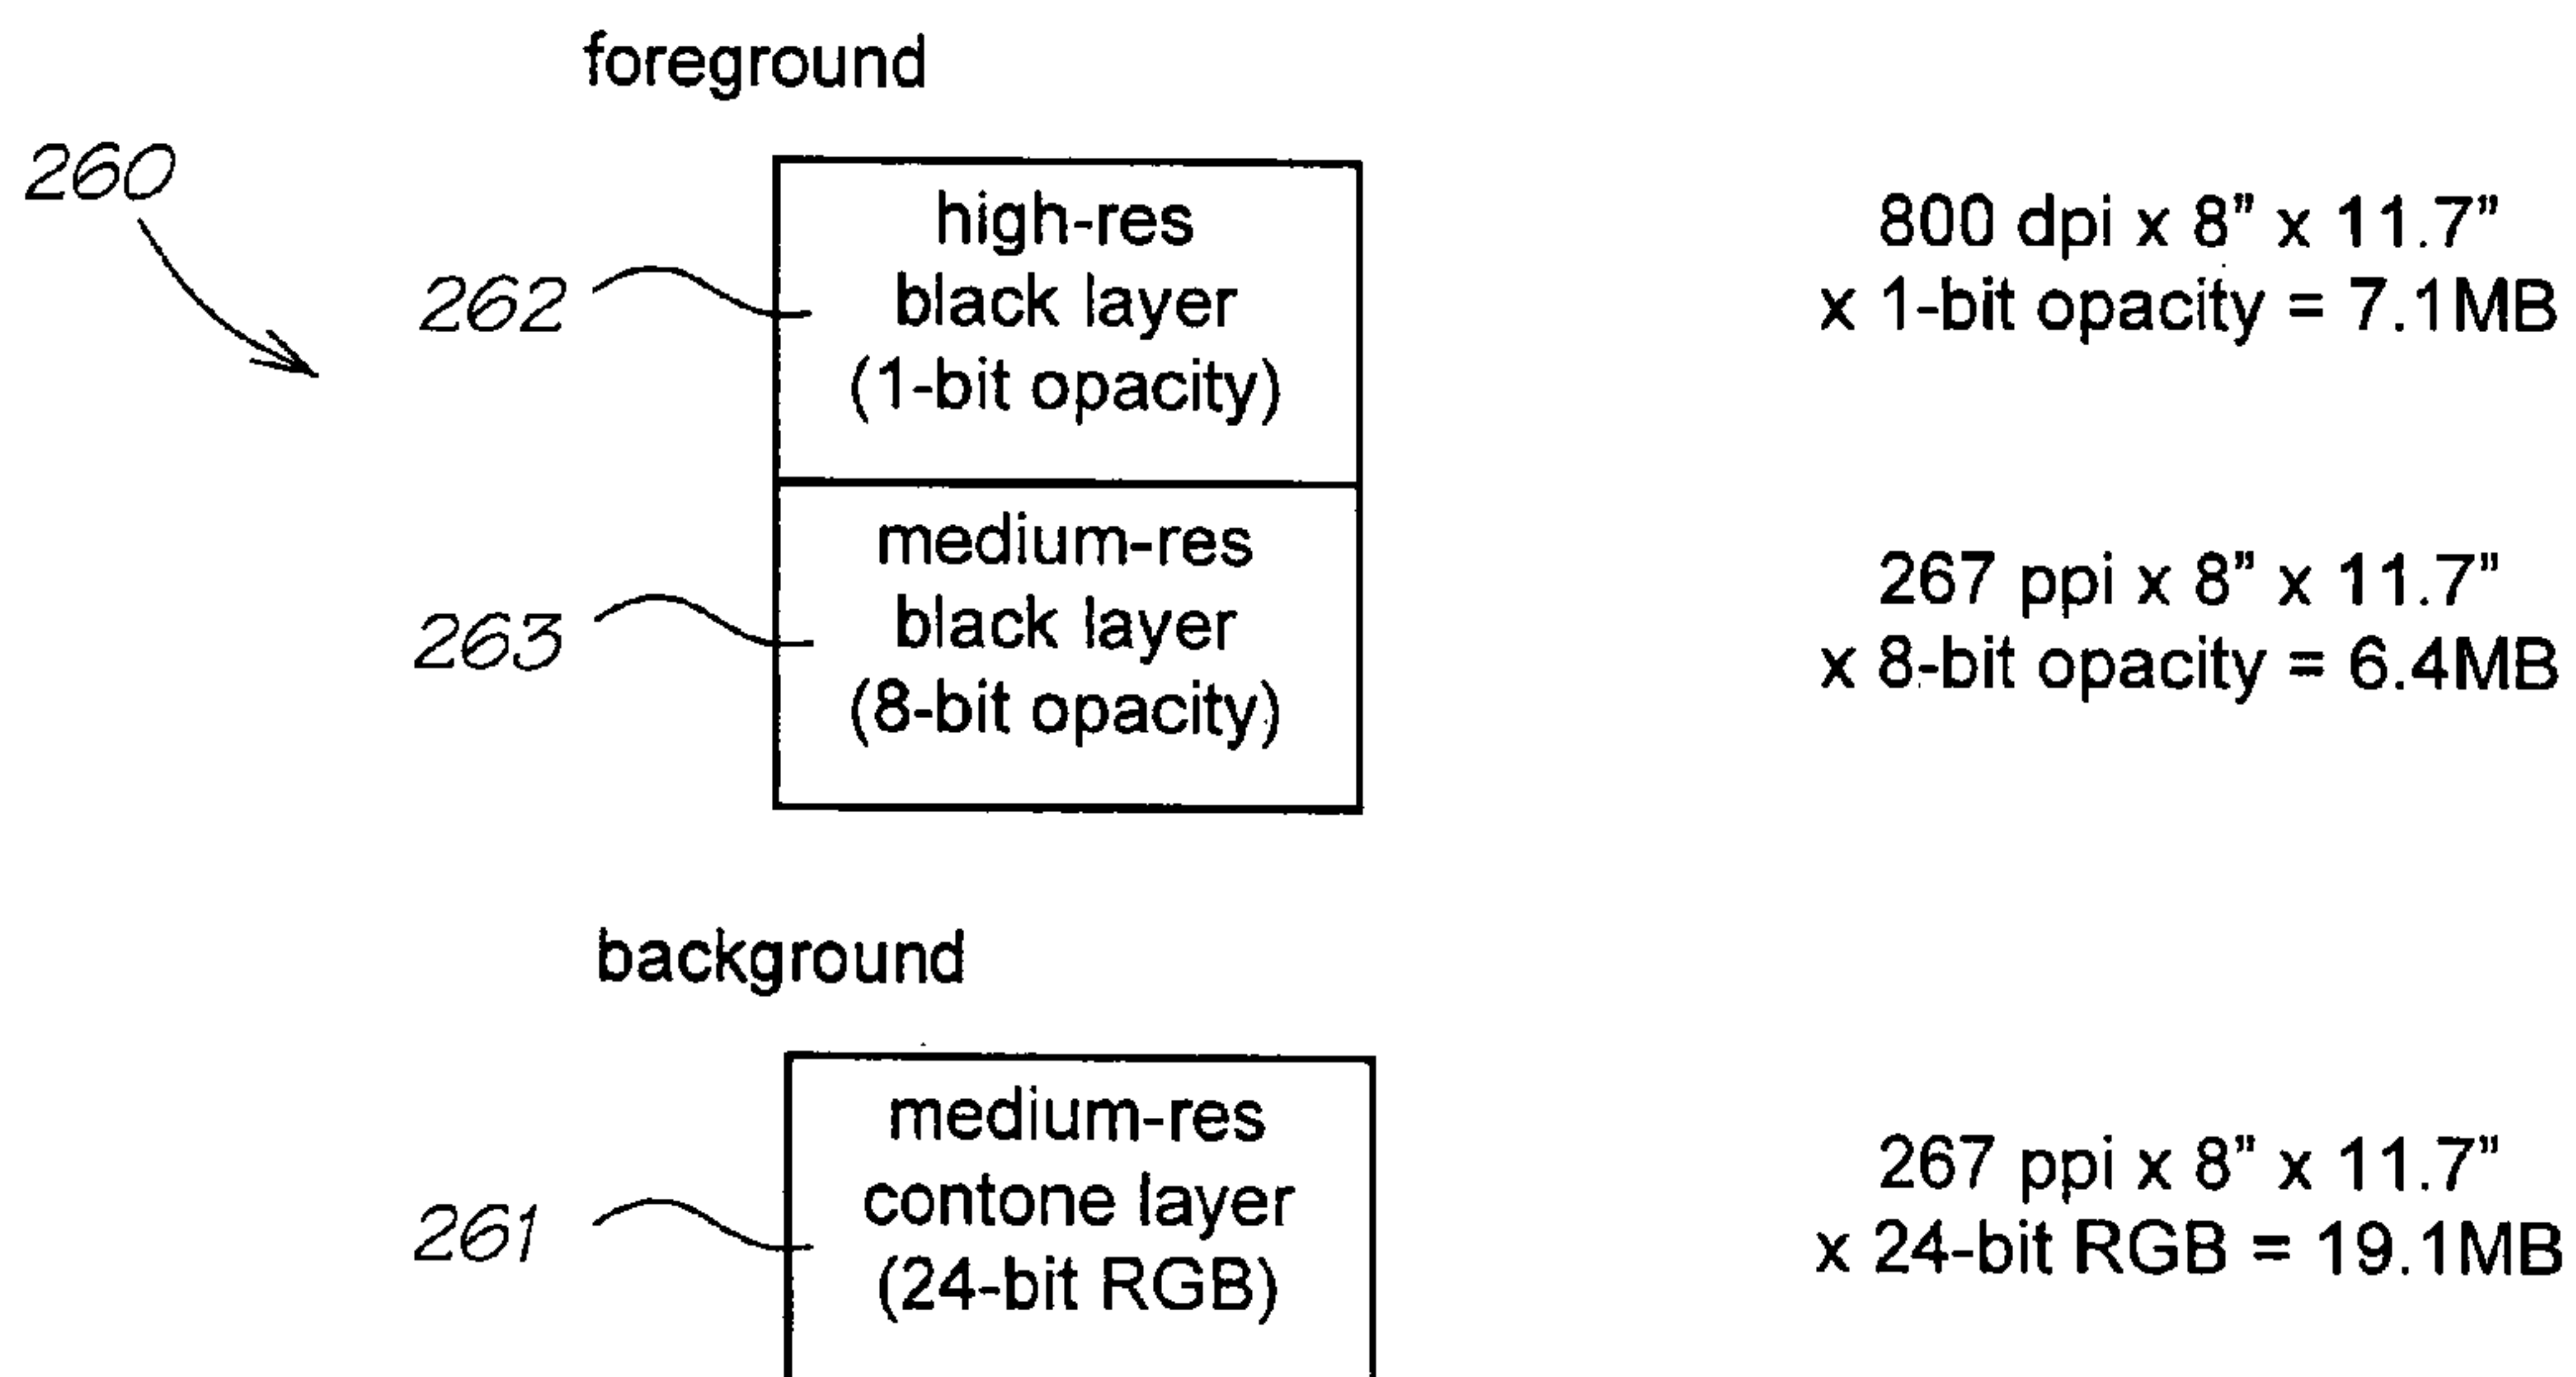 foreground
260
262
high-res
black layer
(1-bit opacity)
800 dpi x 8” x 11.7”
x 1-bit opacity = 7.1MB
263
medium-res
black layer
(8-bit opacity)
267 ppi x 8” x 11.7”
x 8-bit opacity = 6.4MB
background
261
medium-res
contone layer
(24-bit RGB)
267 ppi x 8” x 11.7”
x 24-bit RGB = 19.1MB